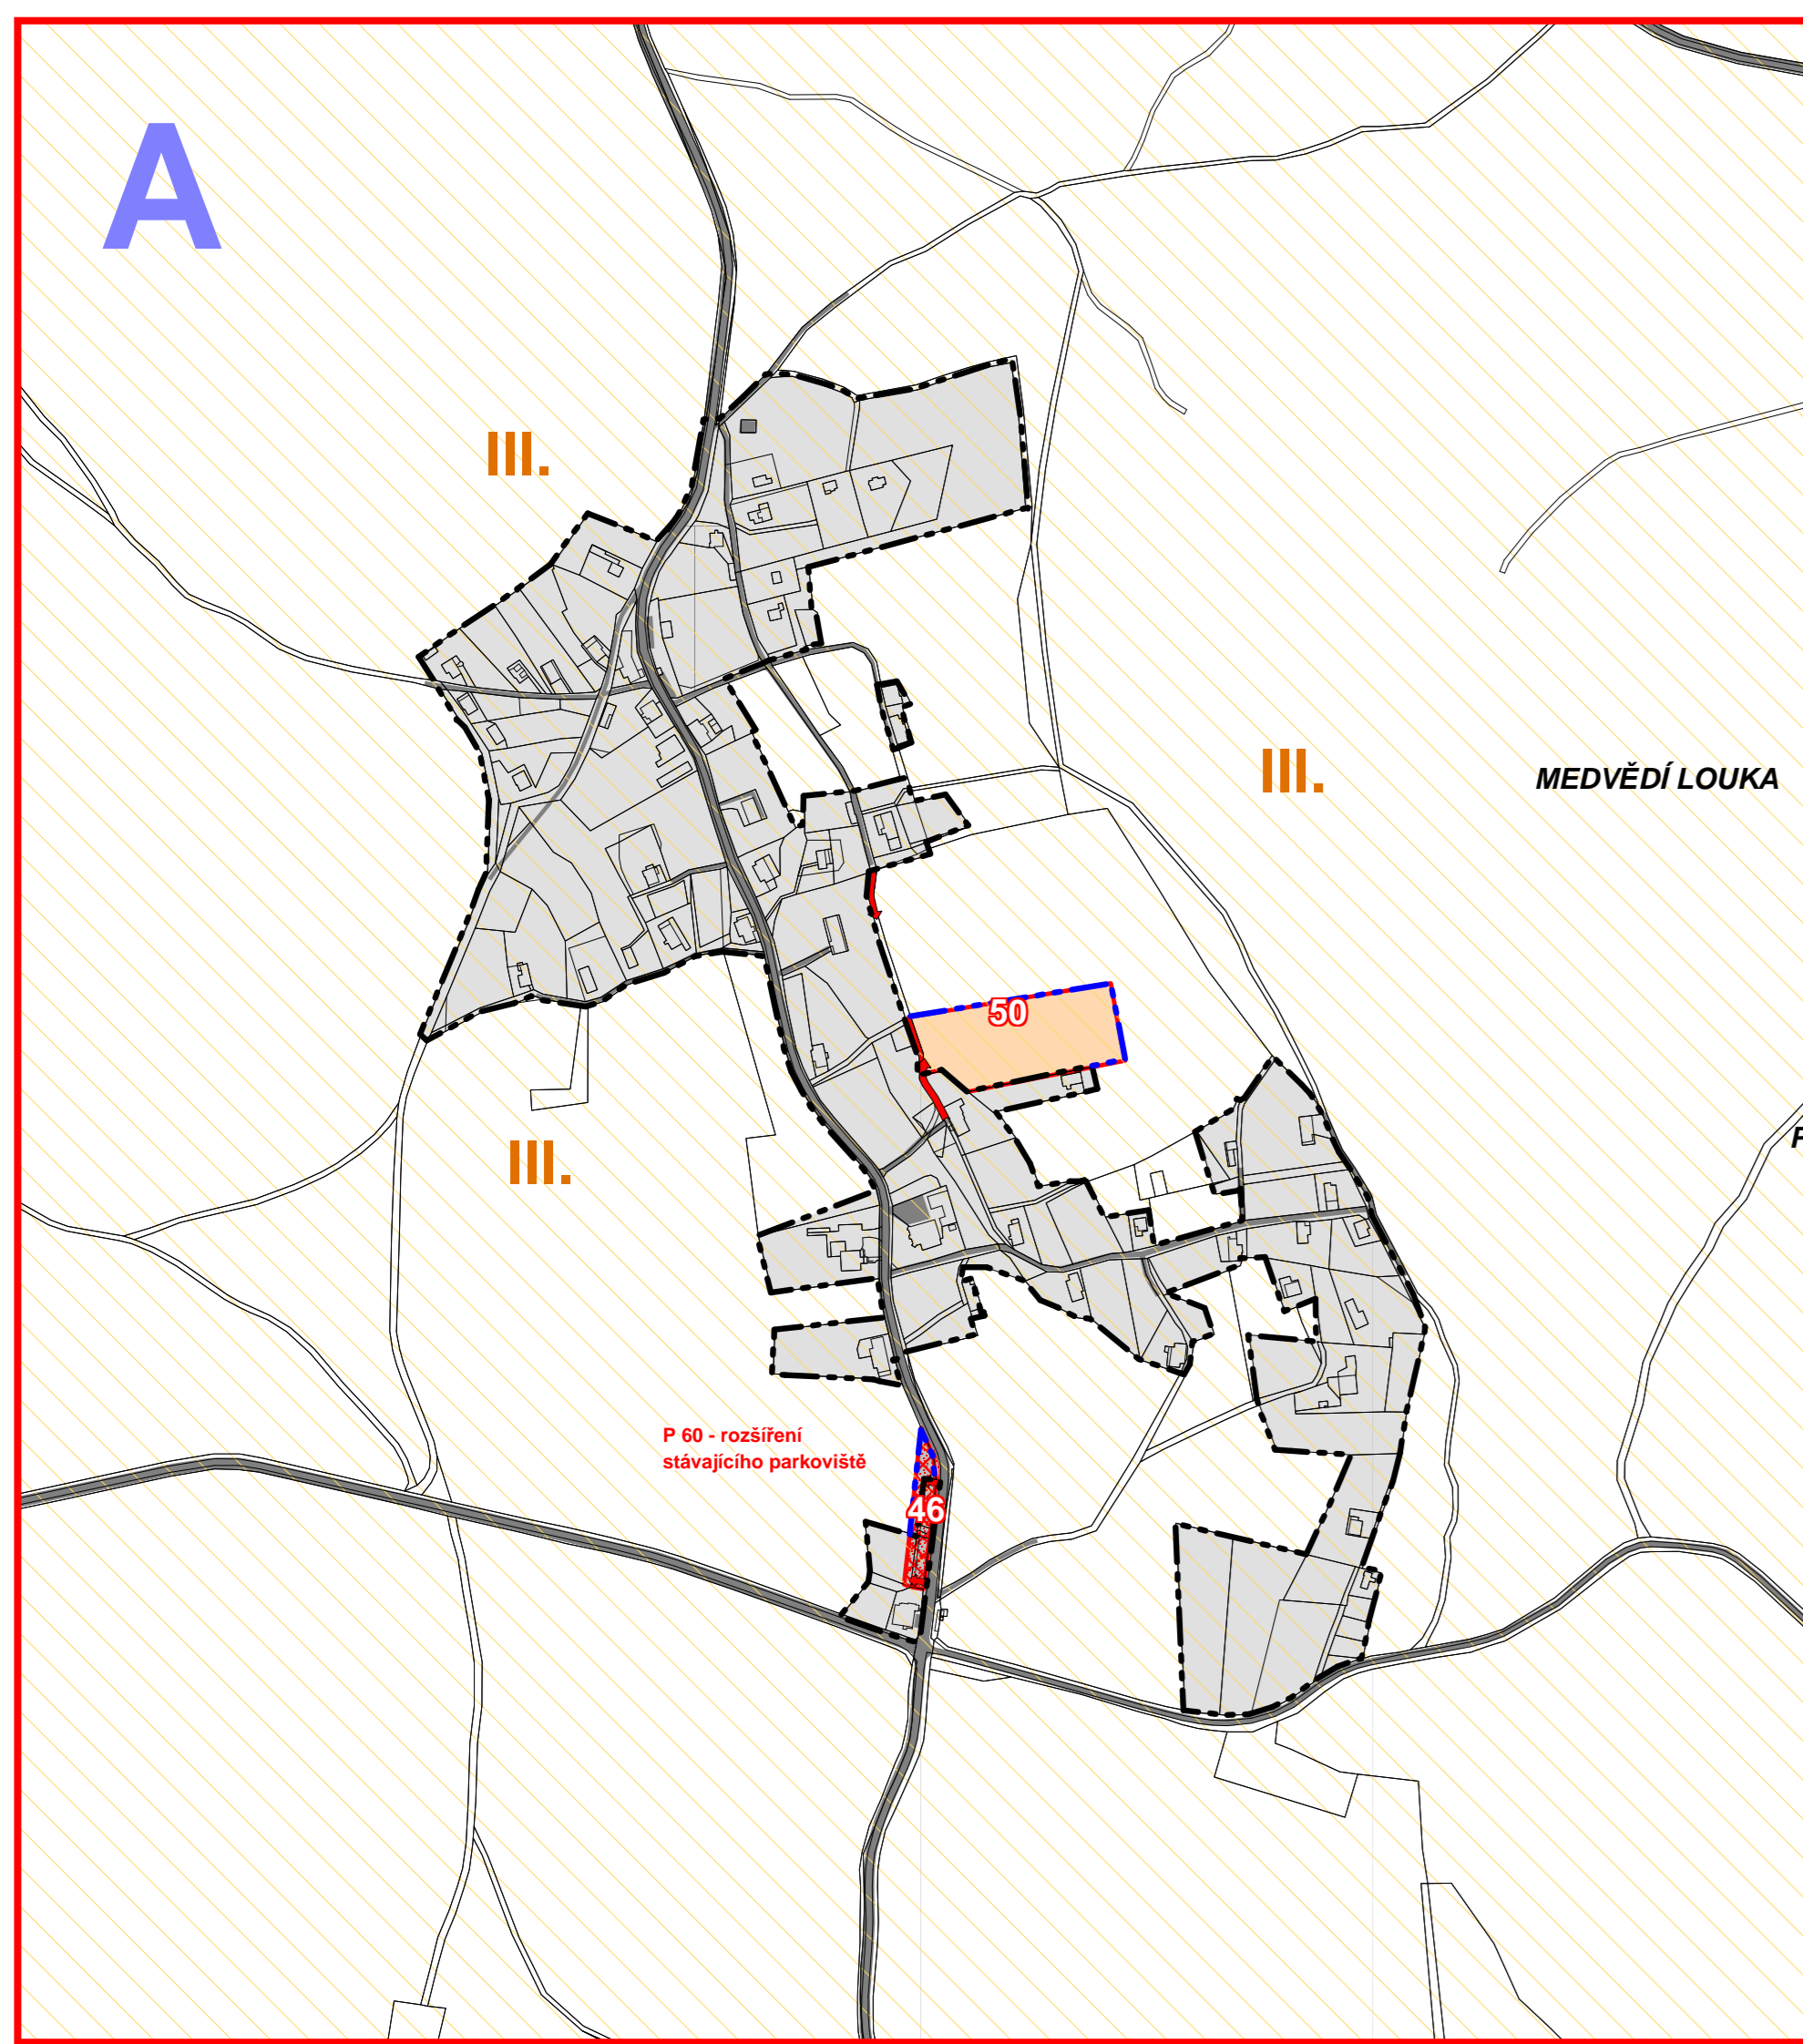 A
III.
III.
MEDVĚDÍ LOUKA
50
III.
P 60 - rozšíření
stávajícího parkoviště
46